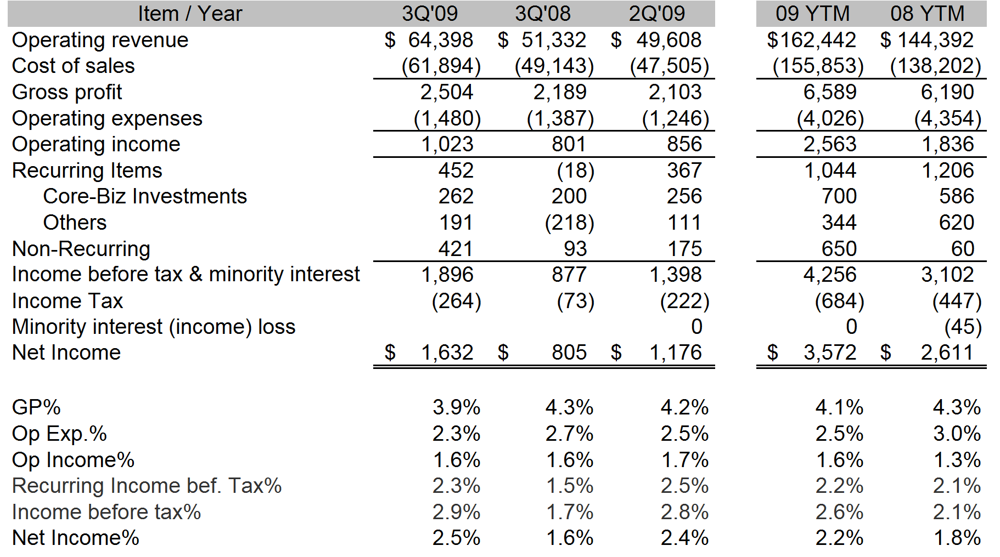 Item / Year 3Q'09 3Q'08 2Q'09 09 YTM 08 YTM
Operating revenue $ 64,398 $ 51,332 $ 49,608 $162,442 $ 144,392
Cost of sales (61,894) (49,143) (47,505) (155,853) (138,202)
Gross profit 2,504 2,189 2,103 6,589 6,190
Operating expenses (1,480) (1,387) (1,246) (4,026) (4,354)
Operating income 1,023 801 856 2,563 1,836
Recurring Items 452 (18) 367 1,044 1,206
Core-Biz Investments 262 200 256 700 586
Others 191 (218) 111 344 620
Non-Recurring 421 93 175 650 60
Income before tax & minority interest 1,896 877 1,398 4,256 3,102
Income Tax (264) (73) (222) (684) (447)
Minority interest (income) loss 0 0 (45)
Net Income $ 1,632 $ 805 $ 1,176 $ 3,572 $ 2,611
GP% 3.9% 4.3% 4.2% 4.1% 4.3%
Op Exp.% 2.3% 2.7% 2.5% 2.5% 3.0%
Op Income% 1.6% 1.6% 1.7% 1.6% 1.3%
Recurring Income bef. Tax% 2.3% 1.5% 2.5% 2.2% 2.1%
Income before tax% 2.9% 1.7% 2.8% 2.6% 2.1%
Net Income% 2.5% 1.6% 2.4% 2.2% 1.8%